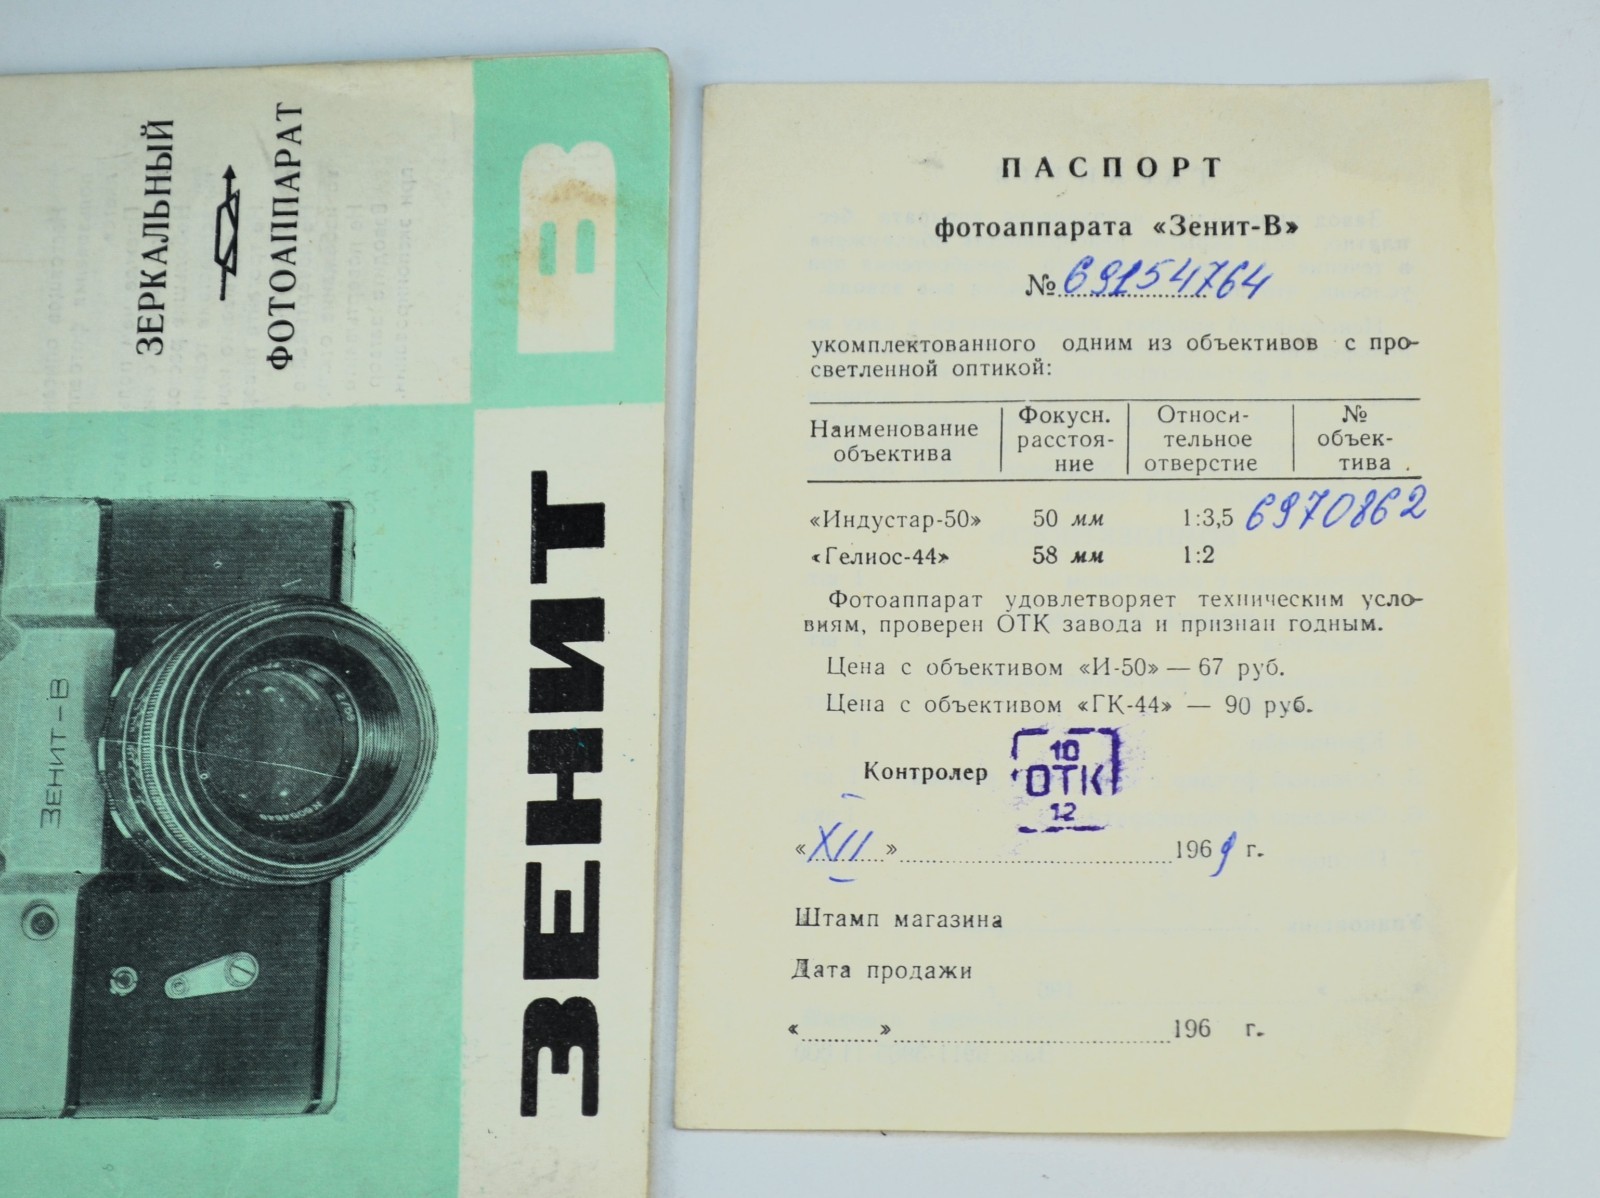 ЗЕРКАЛЬНЫЙ
ФОТОАППАРАТ
ЗЕНИТ В
ЗЕНИТ-В
ПАСПОРТ
фотоаппарата «Зенит-В»
№ 69154764
укомплектованного одним из объективов с про-
светленной оптикой:
Наименование объектива | Фокусн. расстоя-ние | Относи-тельное отверстие | № объек-тива
«Индустар-50» 50 мм 1:3,5 6970862
«Гелиос-44» 58 мм 1:2
Фотоаппарат удовлетворяет техническим усло-
виям, проверен ОТК завода и признан годным.
Цена с объективом «И-50» — 67 руб.
Цена с объективом «ГК-44» — 90 руб.
Контролер
10
ОТК
12
«XII» 1969 г.
Штамп магазина
Дата продажи
«......» 196 г.